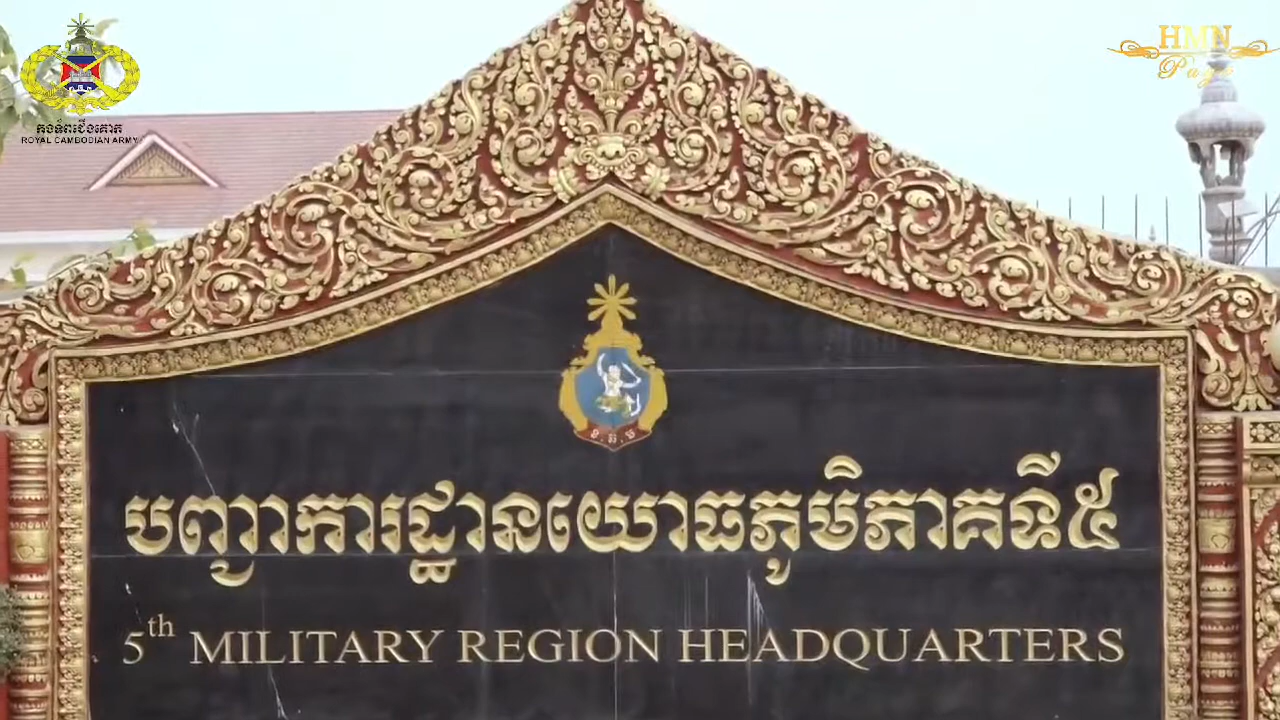 កងទ័ពជើងគោក
ROYAL CAMBODIAN ARMY
HMN
Page
បញ្ជាការដ្ឋានយោធភូមិភាគទី៥
5th MILITARY REGION HEADQUARTERS